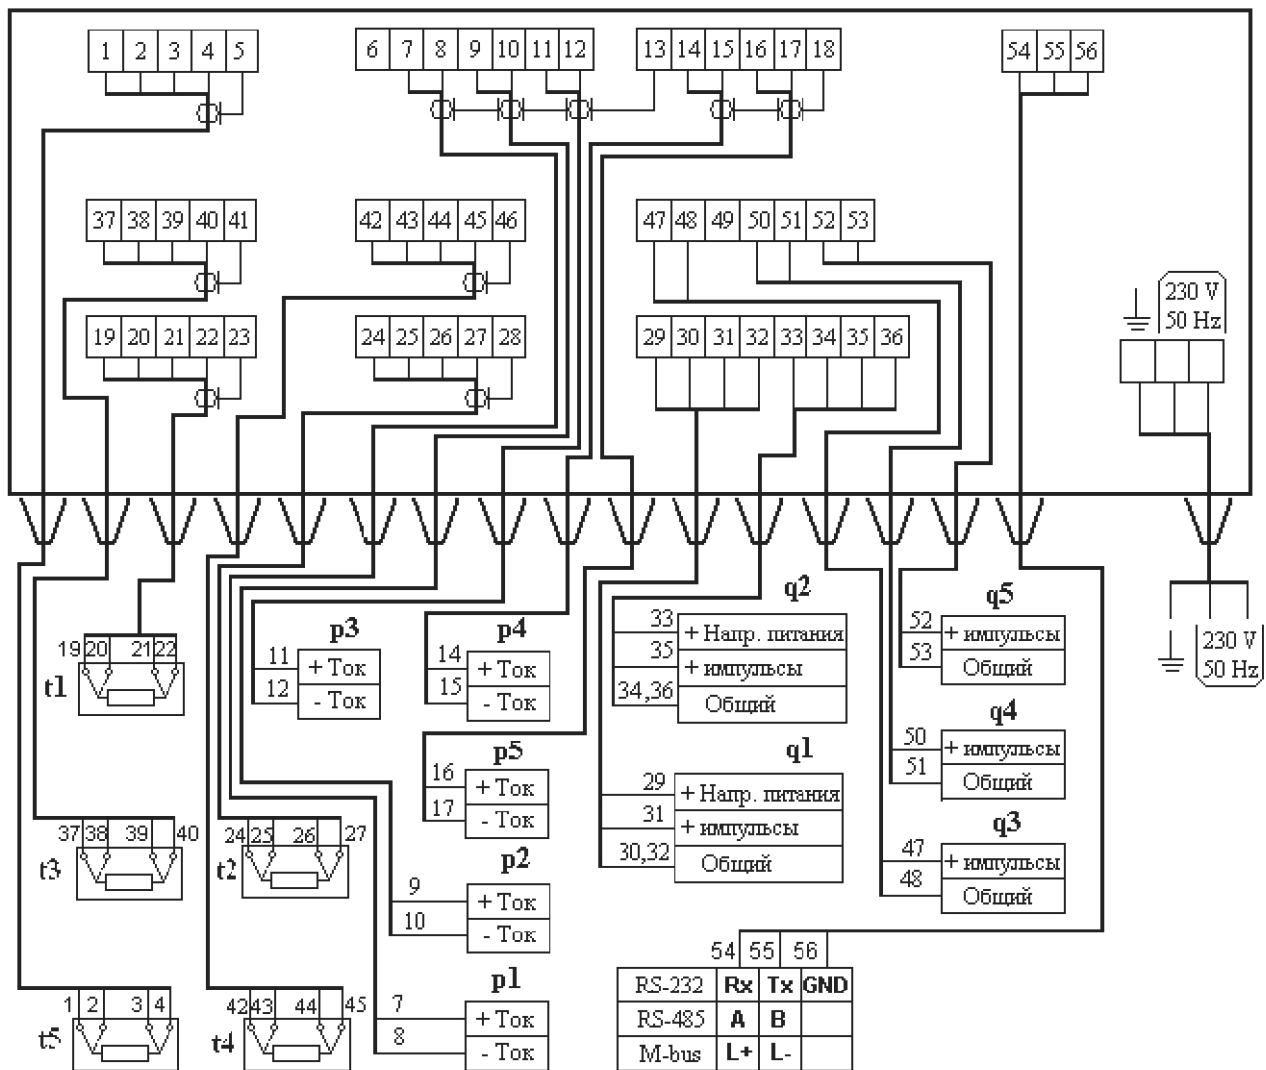 1 2 3 4 5
6 7 8 9 10 11 12
13 14 15 16 17 18
54 55 56
37 38 39 40 41
42 43 44 45 46
47 48 49 50 51 52 53
230 V
50 Hz
19 20 21 22 23
24 25 26 27 28
29 30 31 32 33 34 35 36
19 20 21 22
t1
p3
11 + Ток
12 - Ток
p4
14 + Ток
15 - Ток
q2
33 + Напр. питания
35 + импульсы
34,36 Общий
q5
52 + импульсы
53 Общий
230 V
50 Hz
p5
16 + Ток
17 - Ток
q1
29 + Напр. питания
31 + импульсы
30,32 Общий
q4
50 + импульсы
51 Общий
37 38 39 40
t3
24 25 26 27
t2
p2
9 + Ток
10 - Ток
q3
47 + импульсы
48 Общий
1 2 3 4
t5
42 43 44 45
t4
p1
7 + Ток
8 - Ток
54 55 56
RS-232 Rx Tx GND
RS-485 A B
M-bus L+ L-